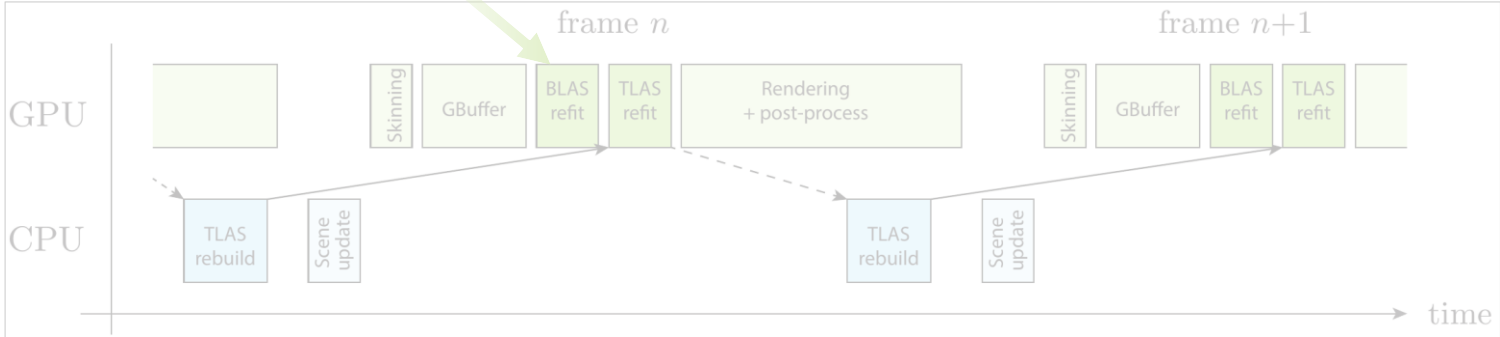 frame n
frame n+1
GPU
Skinning
GBuffer
BLAS
refit
TLAS
refit
Rendering
+ post-process
Skinning
GBuffer
BLAS
refit
TLAS
refit
CPU
TLAS
rebuild
Scene
update
TLAS
rebuild
Scene
update
time